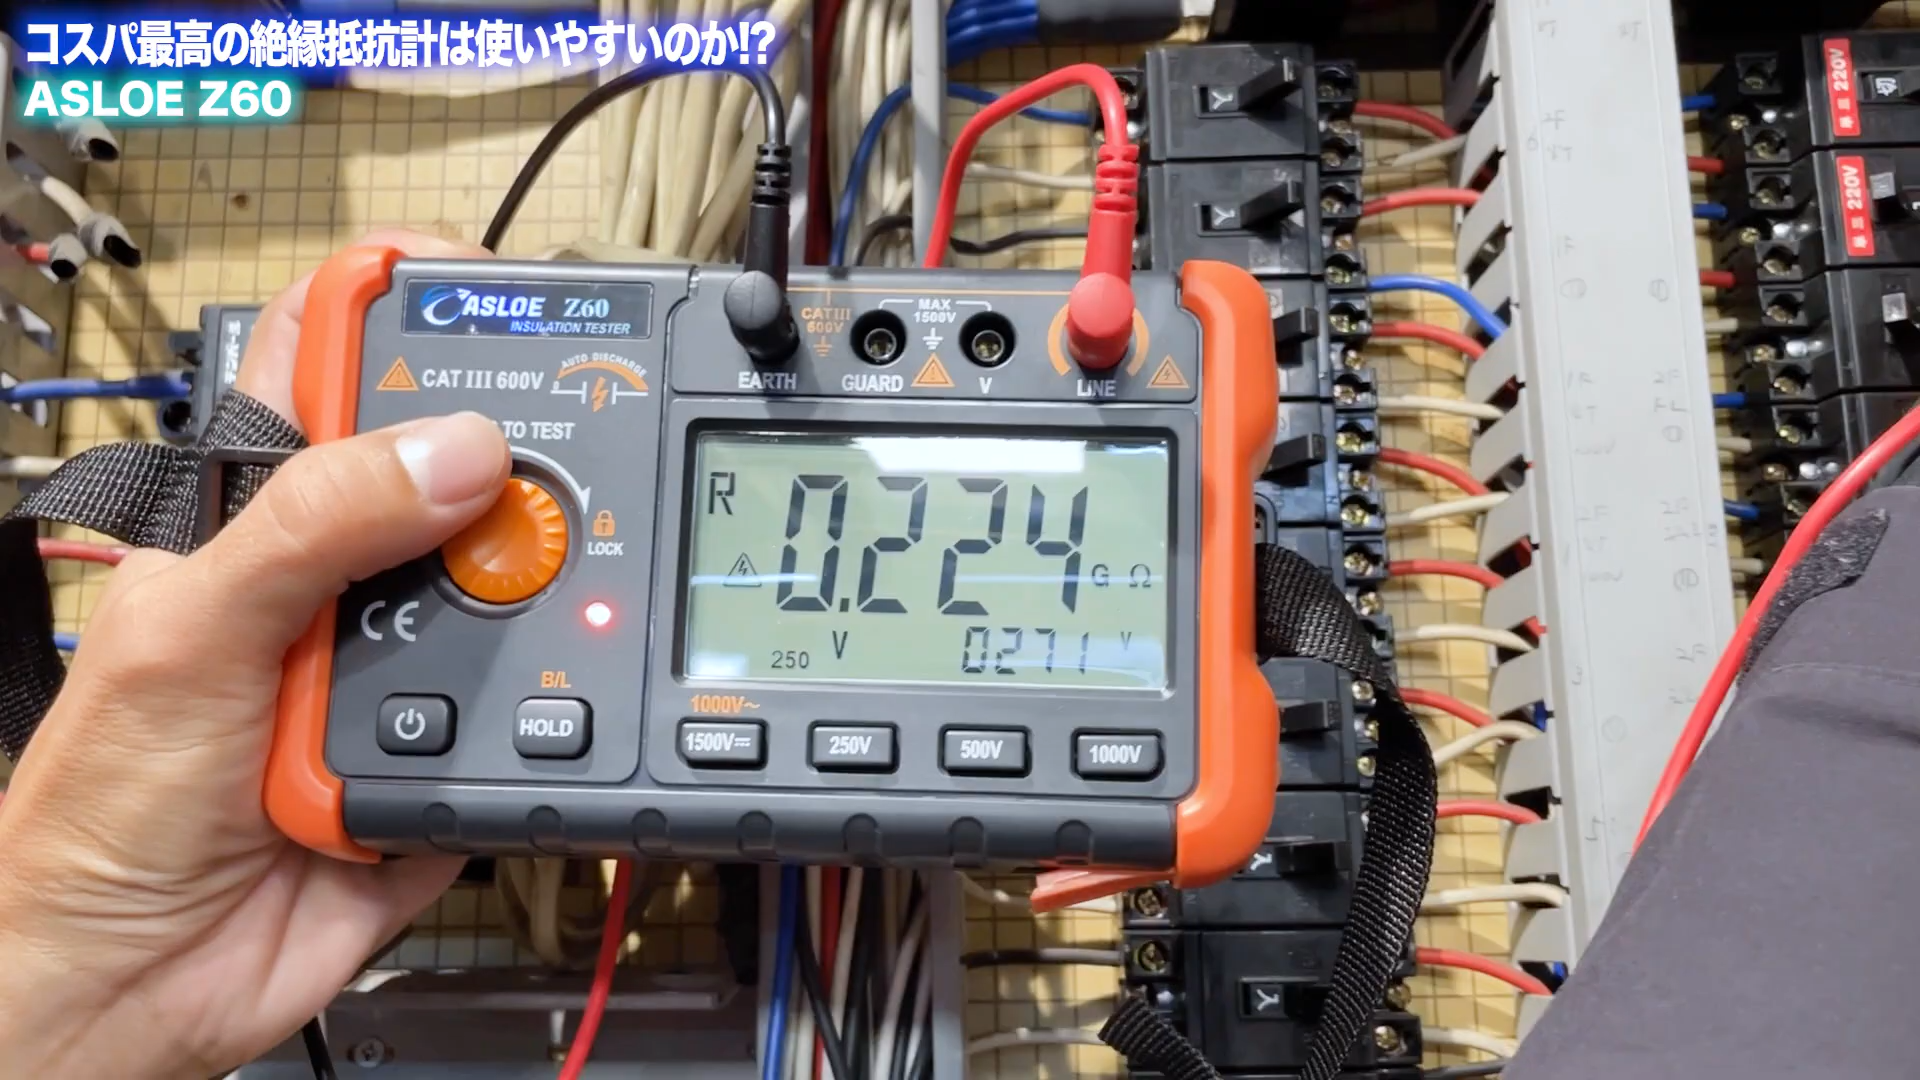 コスパ最高の絶縁抵抗計は使いやすいのか!?
ASLOE Z60
ASLOE Z60
INSULATION TESTER
CAT III 600V
AUTO DISCHARGE
CAT III
600V
MAX
1500V
EARTH
GUARD
V
LINE
TO TEST
LOCK
R
0.224
G Ω
250 V
0271 V
CE
B/L
HOLD
1000V~
1500V
250V
500V
1000V
220V
220V
切